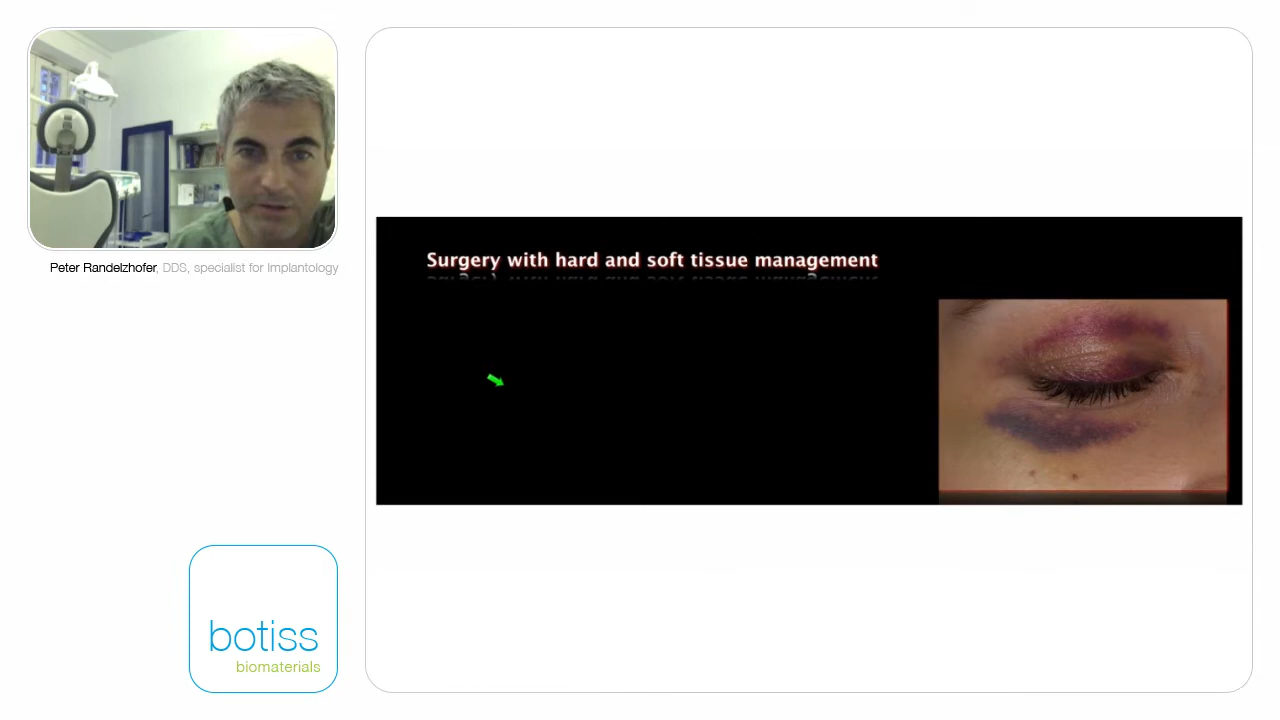 Peter Randelzhofer, DDS, specialist for Implantology
Surgery with hard and soft tissue management
botiss
biomaterials